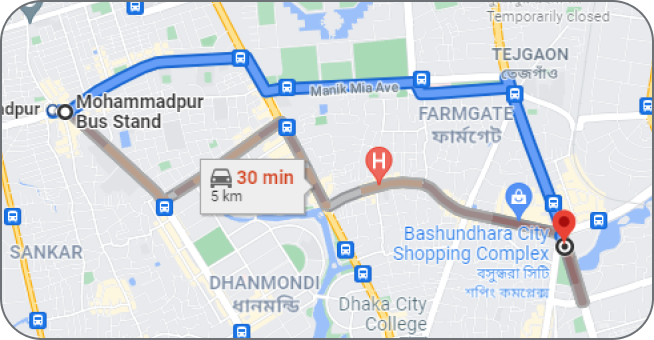 Temporarily closed
TEJGAON
তেজগাঁও
Manik Mia Ave
adpur
Mohammadpur
Bus Stand
FARMGATE
ফার্মগেট
H
30 min
5 km
Bashundhara City
Shopping Complex
বসুন্ধরা সিটি
শপিং কমপ্লেক্স
SANKAR
DHANMONDI
ধানমন্ডি
Dhaka City
College